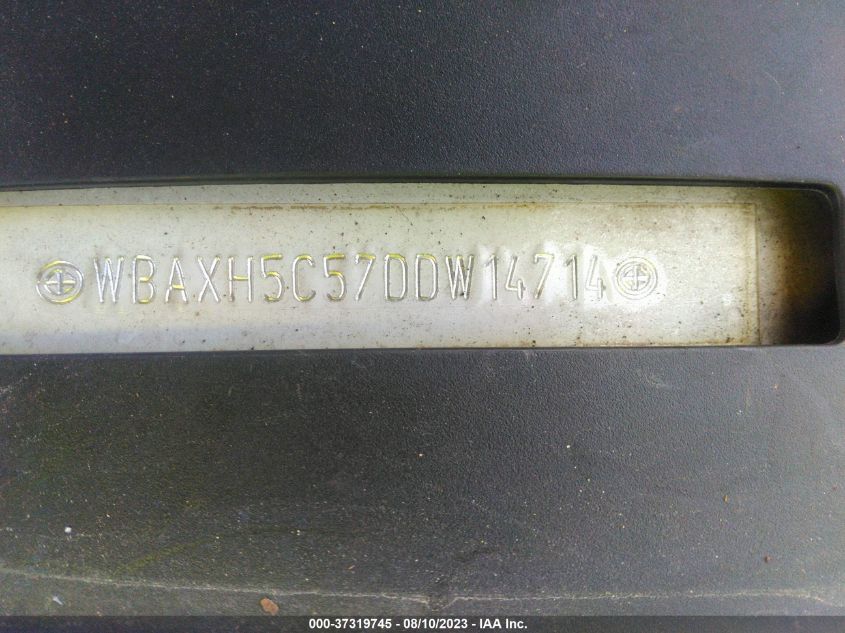 WBAXH5C57DDW14714
000-37319745 - 08/10/2023 - IAA Inc.